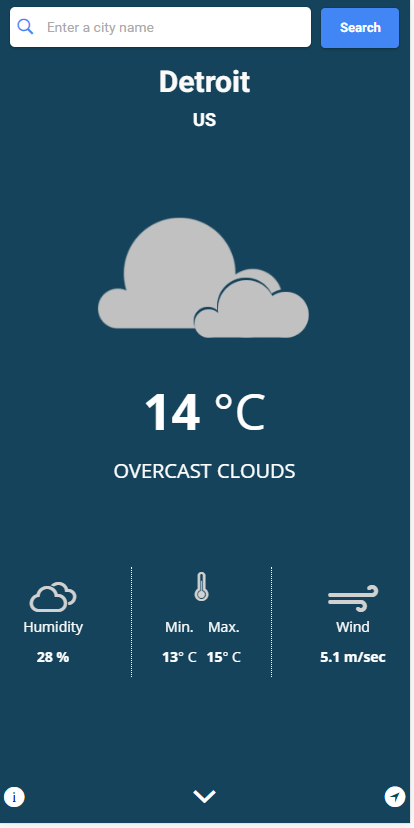 Enter a city name
Search
Detroit
US
14 °C
OVERCAST CLOUDS
Humidity
28 %
Min. Max.
13° C 15° C
Wind
5.1 m/sec
i